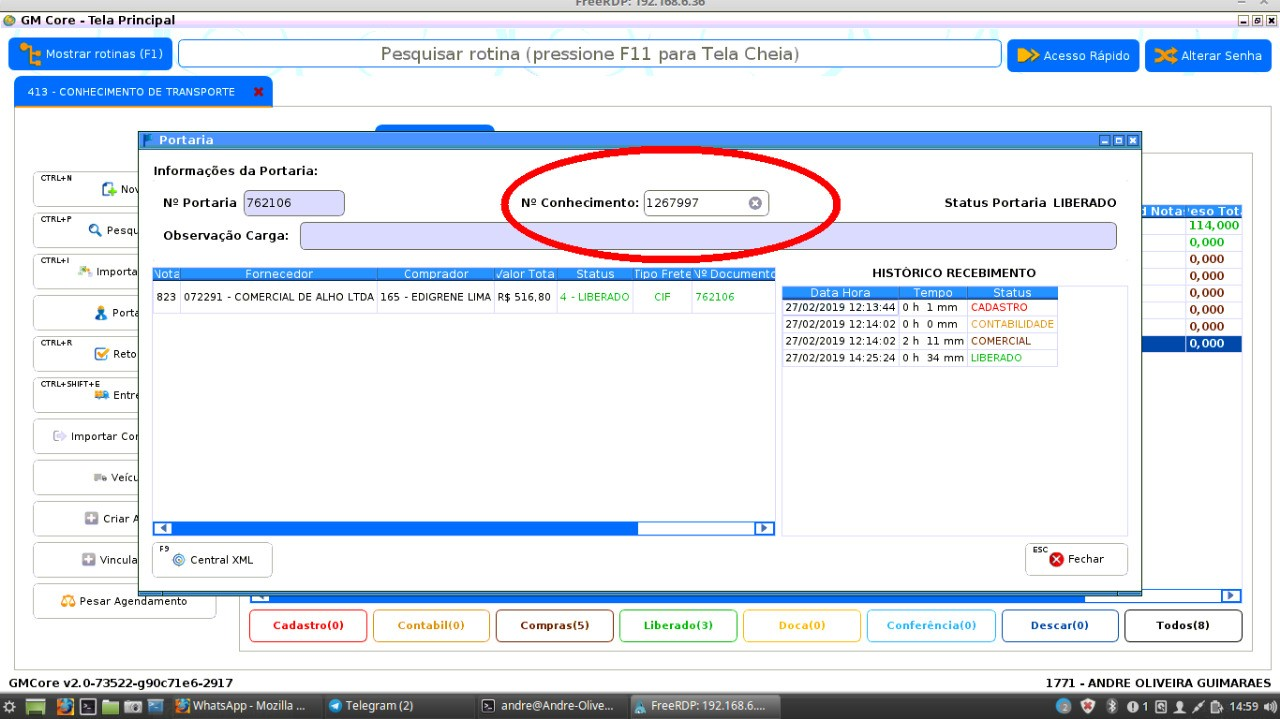 FreeRDP: 192.168.6.36
GM Core - Tela Principal
Mostrar rotinas (F1)
Pesquisar rotina (pressione F11 para Tela Cheia)
Acesso Rápido
Alterar Senha
413 - CONHECIMENTO DE TRANSPORTE
Portaria
Informações da Portaria:
Nº Portaria 762106
Nº Conhecimento: 1267997
Status Portaria LIBERADO
Observação Carga:
CTRL+N
Nov
CTRL+P
Pesqu
CTRL+I
Importa
Porta
CTRL+R
Reto
CTRL+SHIFT+E
Entre
Importar Cor
Veícu
Criar A
Vincula
Pesar Agendamento
Nota Fornecedor Comprador Valor Tota Status Tipo Frete Nº Documento
823 072291 - COMERCIAL DE ALHO LTDA 165 - EDIGRENE LIMA R$ 516,80 4 - LIBERADO CIF 762106
HISTÓRICO RECEBIMENTO
Data Hora Tempo Status
27/02/2019 12:13:44 0 h 1 mm CADASTRO
27/02/2019 12:14:02 0 h 0 mm CONTABILIDADE
27/02/2019 12:14:02 2 h 11 mm COMERCIAL
27/02/2019 14:25:24 0 h 34 mm LIBERADO
d Nota Peso Tot
114,000
0,000
0,000
0,000
0,000
0,000
0,000
0,000
F9
Central XML
ESC
Fechar
Cadastro(0)
Contabil(0)
Compras(5)
Liberado(3)
Doca(0)
Conferência(0)
Descar(0)
Todos(8)
GMCore v2.0-73522-g90c71e6-2917
1771 - ANDRE OLIVEIRA GUIMARAES
WhatsApp - Mozilla ...
Telegram (2)
andre@Andre-Olive...
FreeRDP: 192.168.6....
1
14:59